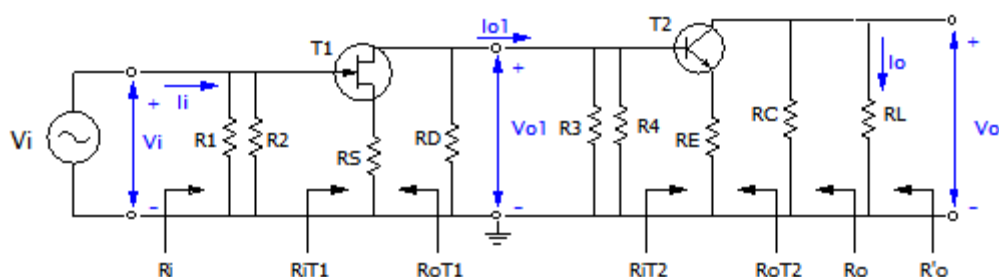 Io1
T1
T2
+
Ii
+
+
Io
+
Vi
Vi
R1
R2
RS
RD
Vo1
R3
R4
RE
RC
RL
Vo
-
-
-
Ri
RiT1
RoT1
RiT2
RoT2
Ro
R'o